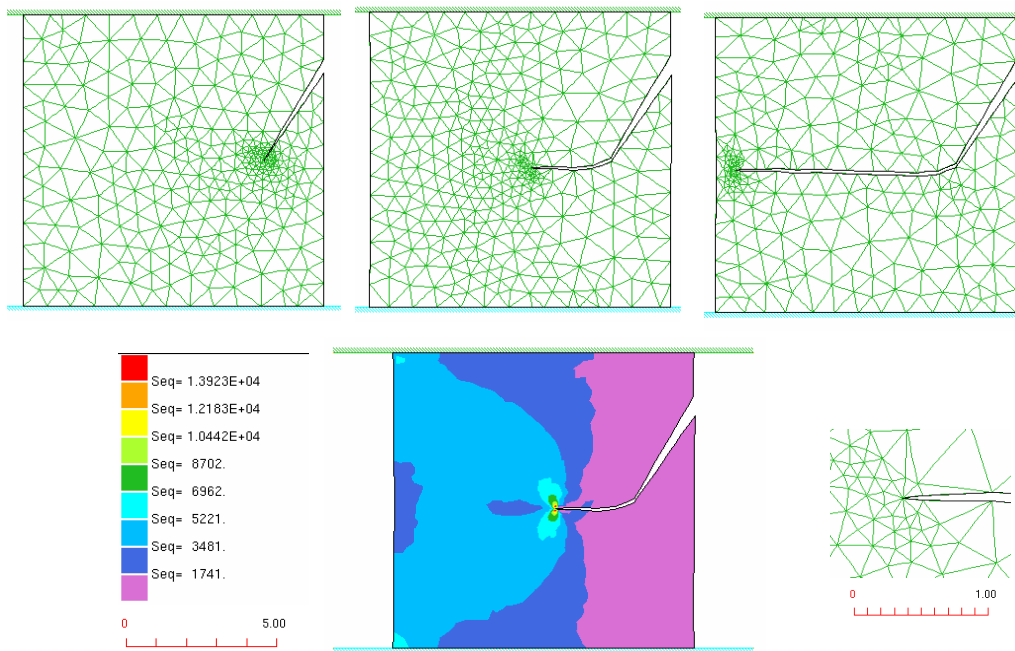 Seq= 1.3923E+04
Seq= 1.2183E+04
Seq= 1.0442E+04
Seq= 8702.
Seq= 6962.
Seq= 5221.
Seq= 3481.
Seq= 1741.
0 5.00
0 1.00